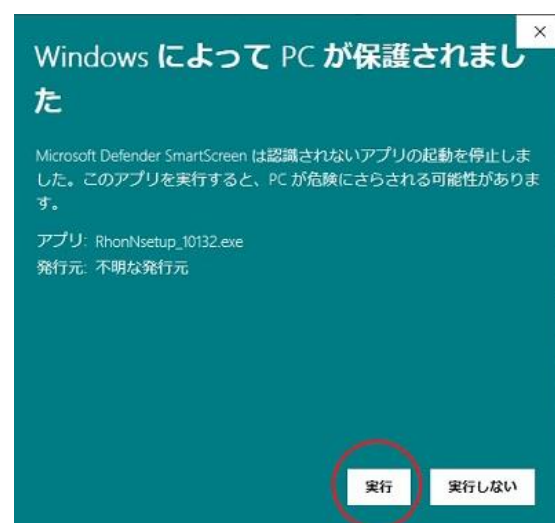 Windows によって PC が保護されまし
た
Microsoft Defender SmartScreen は認識されないアプリの起動を停止しま
した。このアプリを実行すると、PC が危険にさらされる可能性がありま
す。
アプリ: RhonNsetup_10132.exe
発行元: 不明な発行元
実行 実行しない